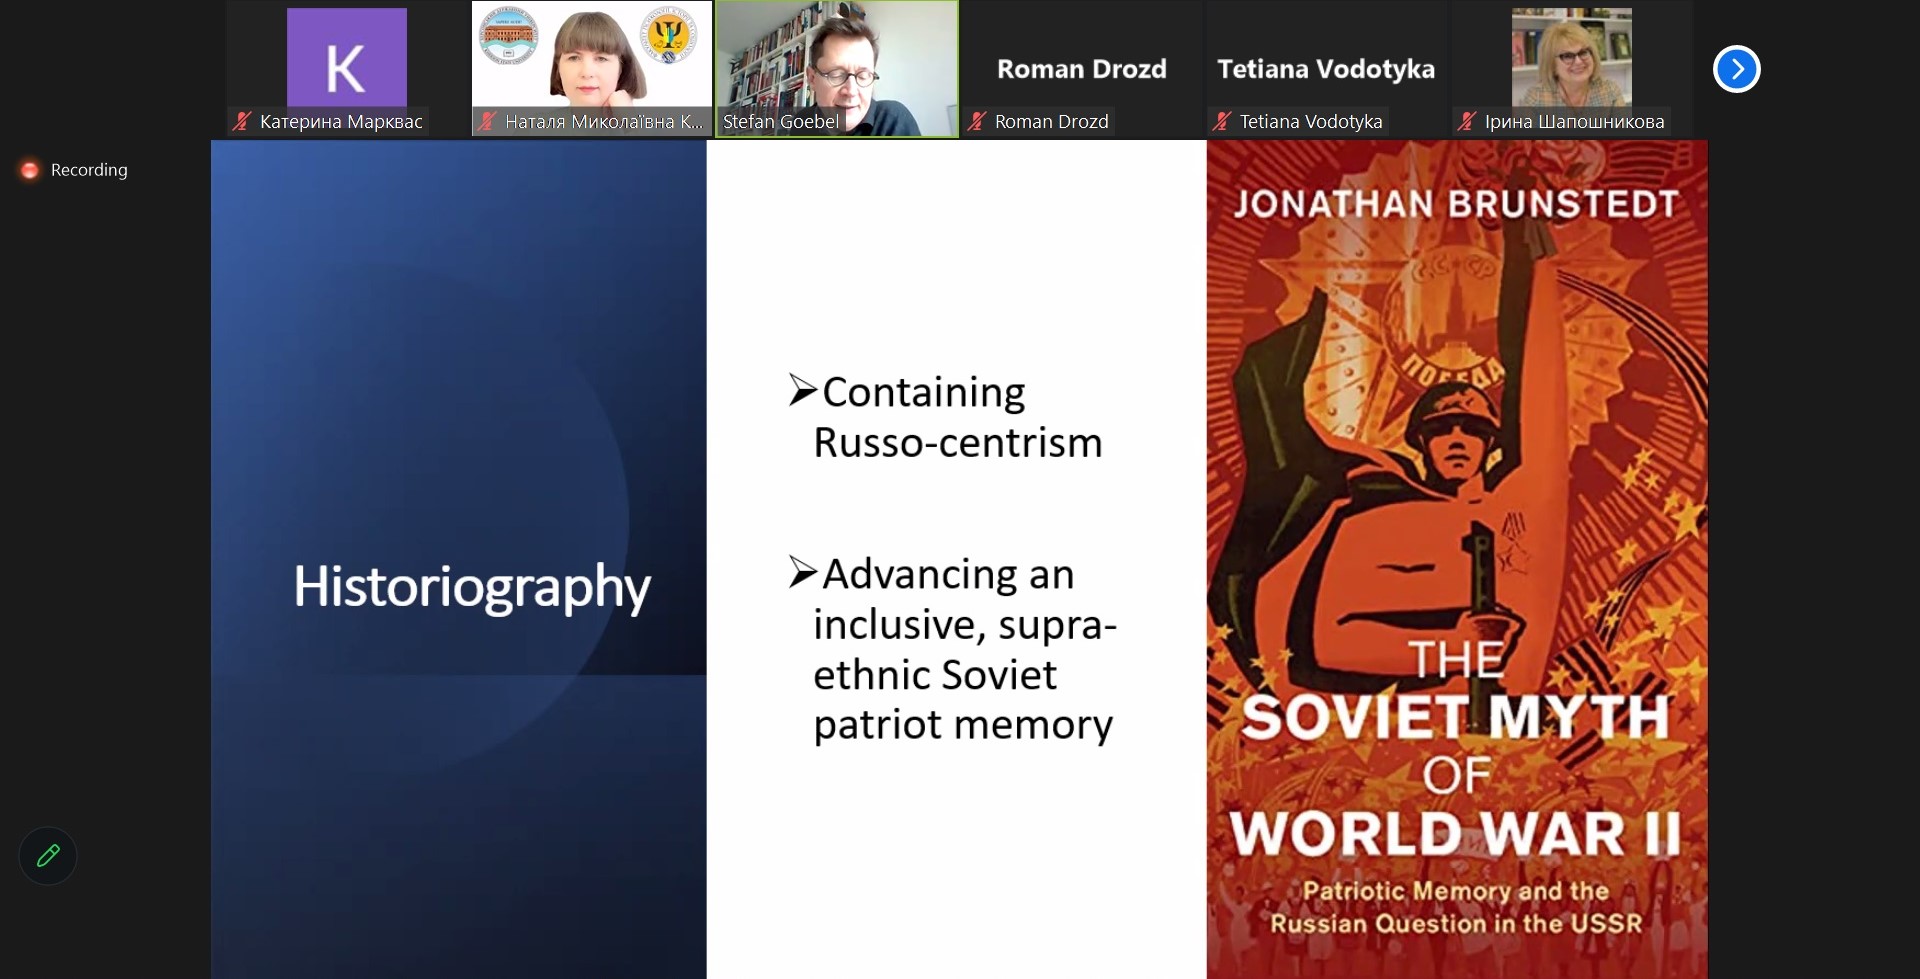 K
Катерина Марквас
Наталя Миколаївна К...
Stefan Goebel
Roman Drozd
Roman Drozd
Tetiana Vodotyka
Tetiana Vodotyka
Ірина Шапошникова
Recording
Historiography
➢Containing
Russo-centrism
➢Advancing an
inclusive, supra-
ethnic Soviet
patriot memory
JONATHAN BRUNSTEDT
ПОБЕДА
THE
SOVIET MYTH
OF
WORLD WAR II
Patriotic Memory and the
Russian Question in the USSR